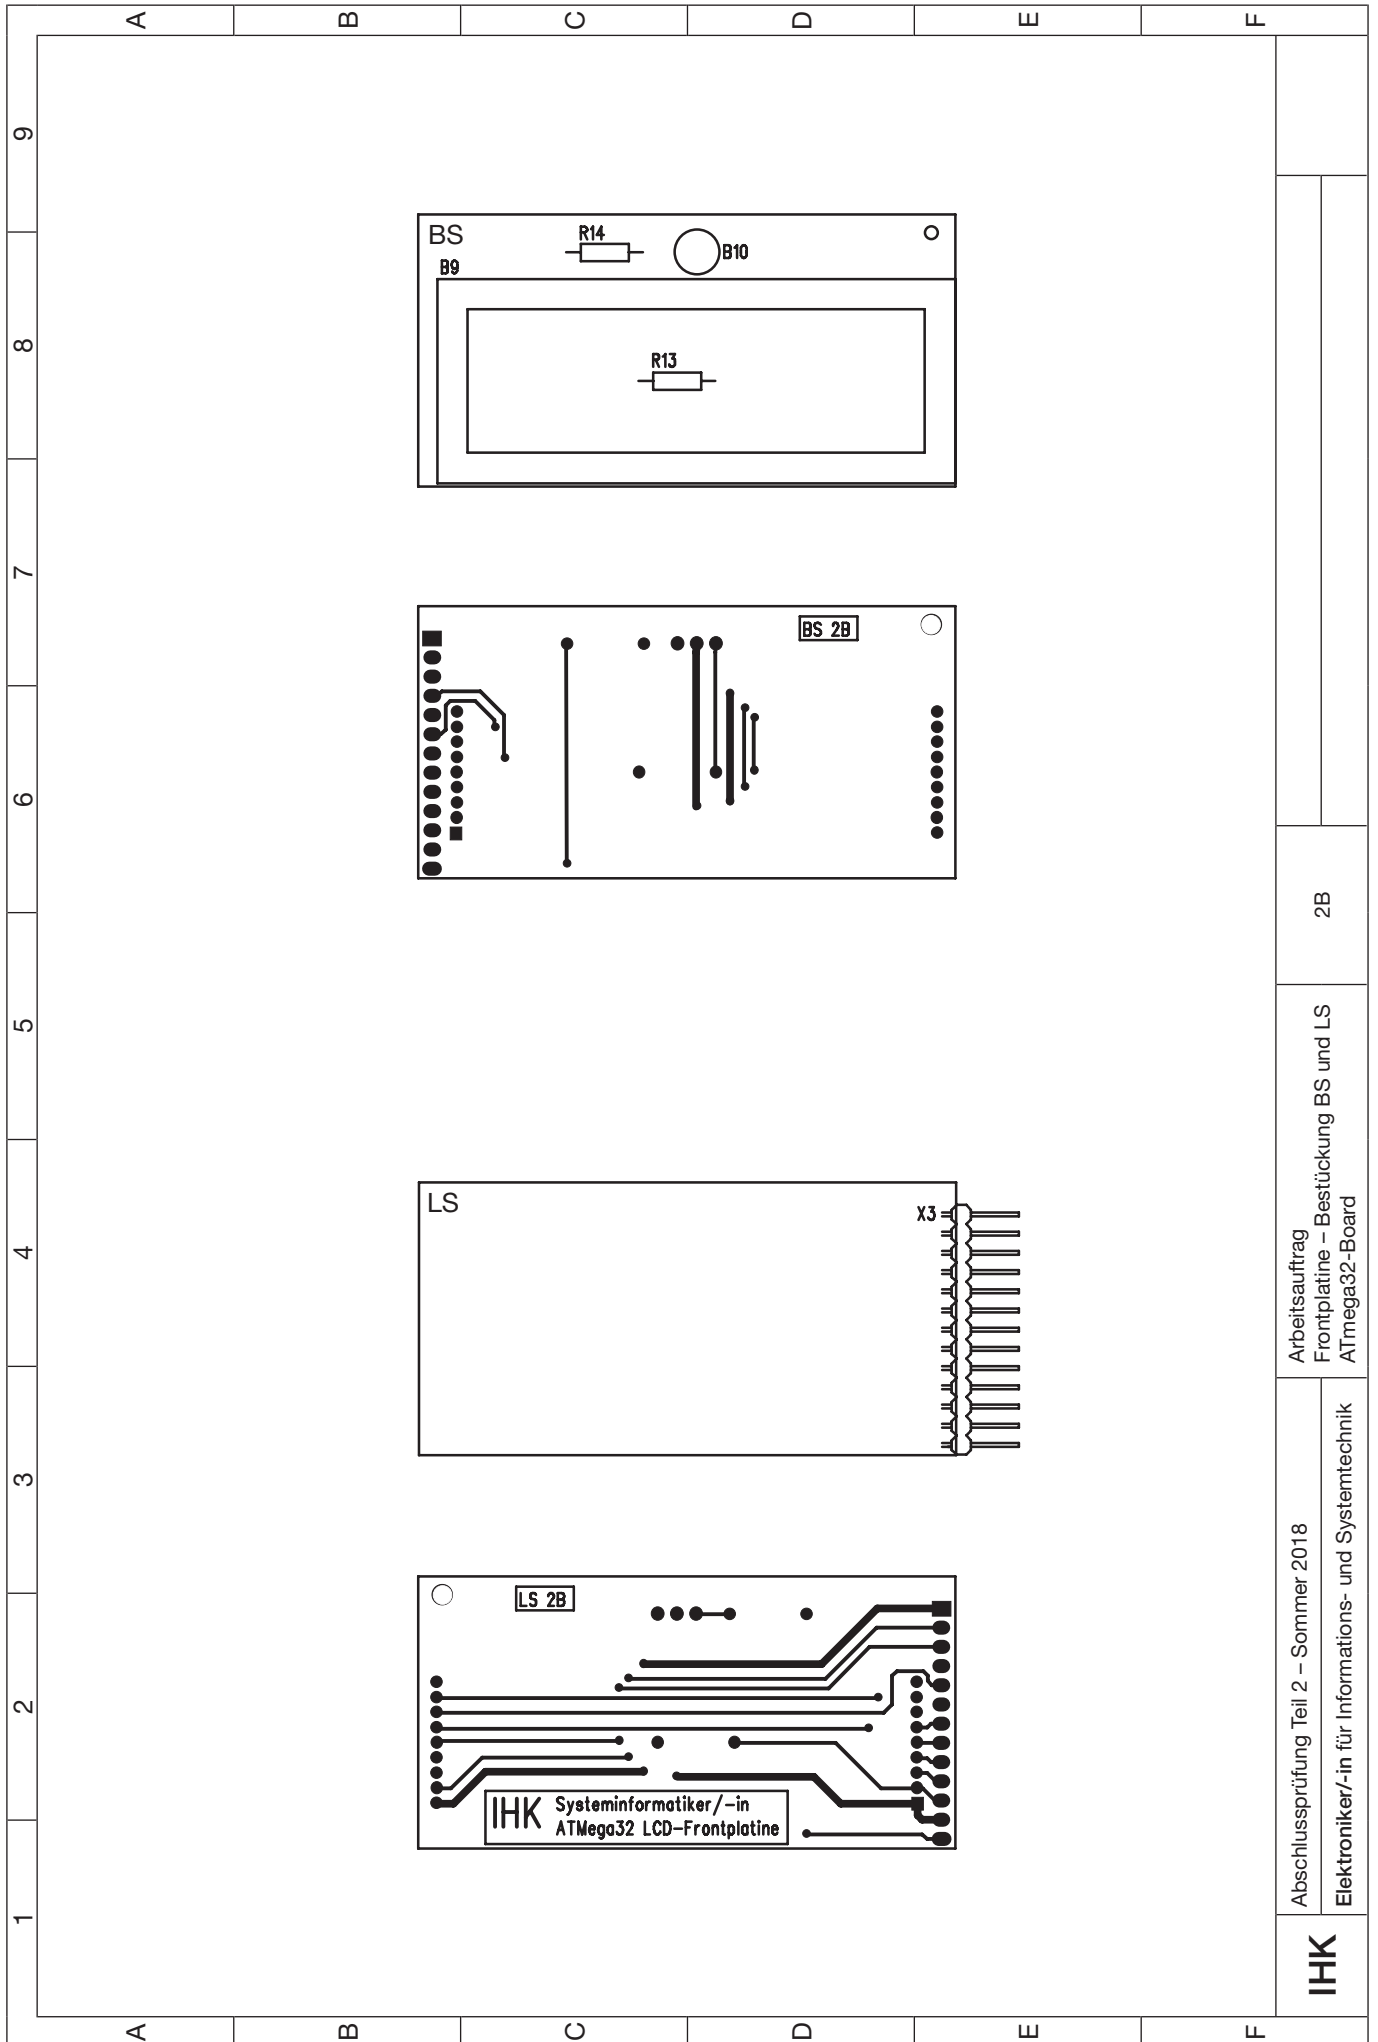 A
B
C
D
E
F
9
8
7
6
5
4
3
2
1
BS
R14
B10
B9
R13
BS 2B
LS
X3
LS 2B
IHK
Systeminformatiker/-in
ATMega32 LCD-Frontplatine
IHK
Abschlussprüfung Teil 2 – Sommer 2018
Elektroniker/-in für Informations- und Systemtechnik
Arbeitsauftrag
Frontplatine – Bestückung BS und LS
ATmega32-Board
2B
A
B
C
D
E
F